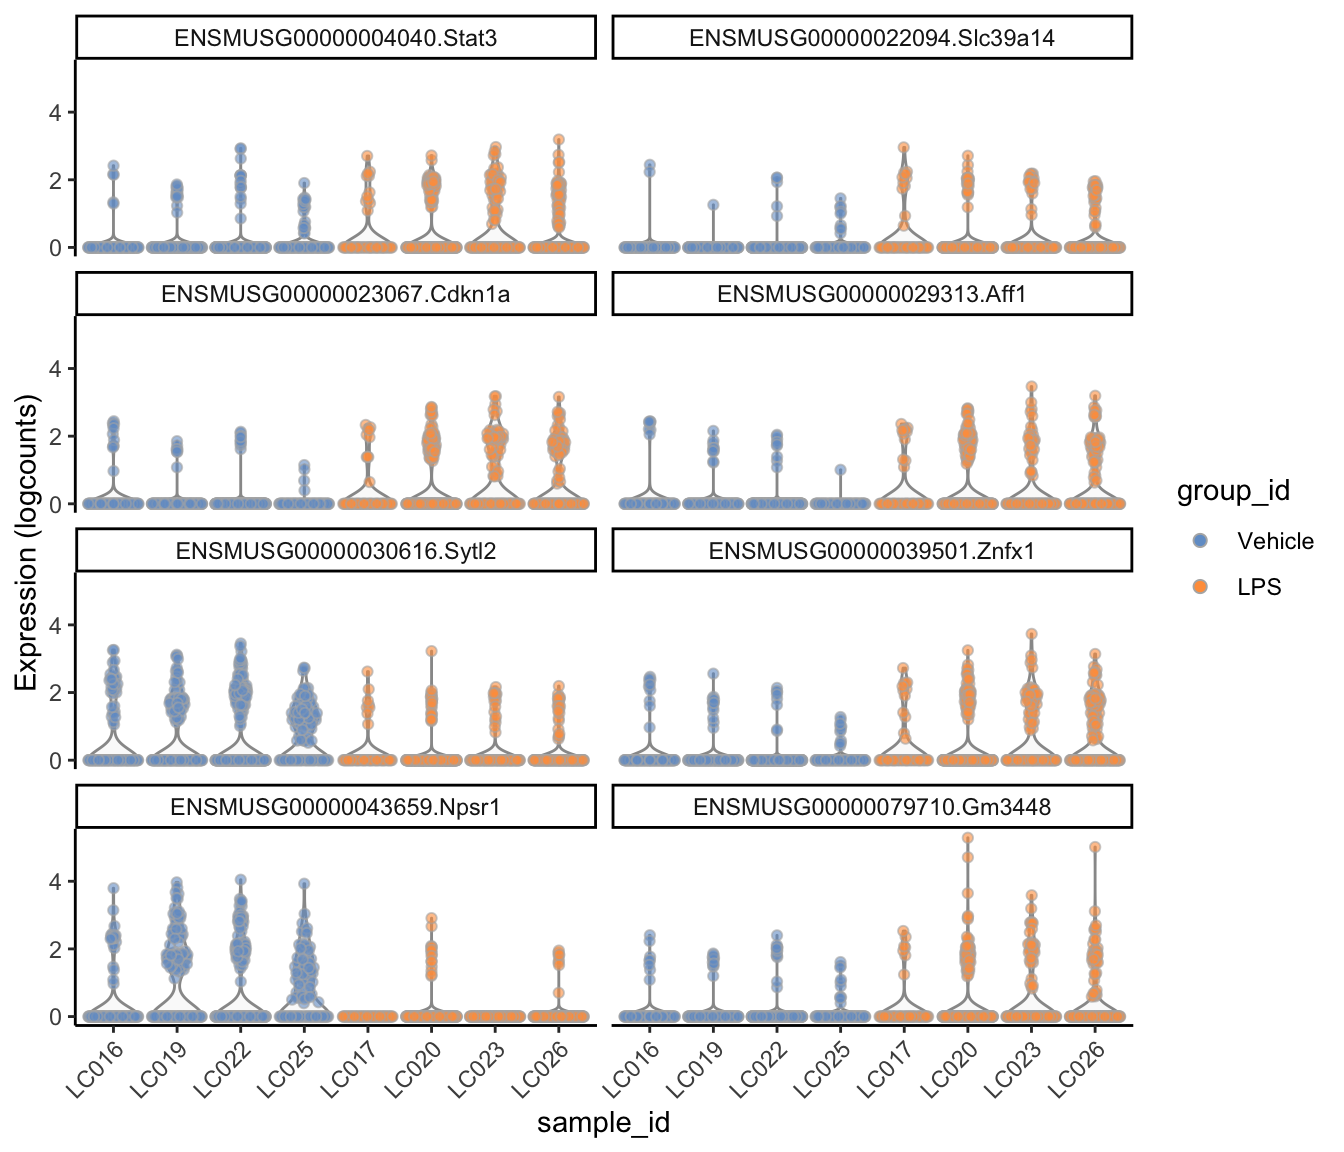 ENSMUSG00000004040.Stat3
ENSMUSG00000022094.Slc39a14
4
2
0
ENSMUSG00000023067.Cdkn1a
ENSMUSG00000029313.Aff1
4
2
0
ENSMUSG00000030616.Sytl2
ENSMUSG00000039501.Znfx1
4
2
0
ENSMUSG00000043659.Npsr1
ENSMUSG00000079710.Gm3448
4
2
0
Expression (logcounts)
LC016
LC019
LC022
LC025
LC017
LC020
LC023
LC026
LC016
LC019
LC022
LC025
LC017
LC020
LC023
LC026
sample_id
group_id
Vehicle
LPS